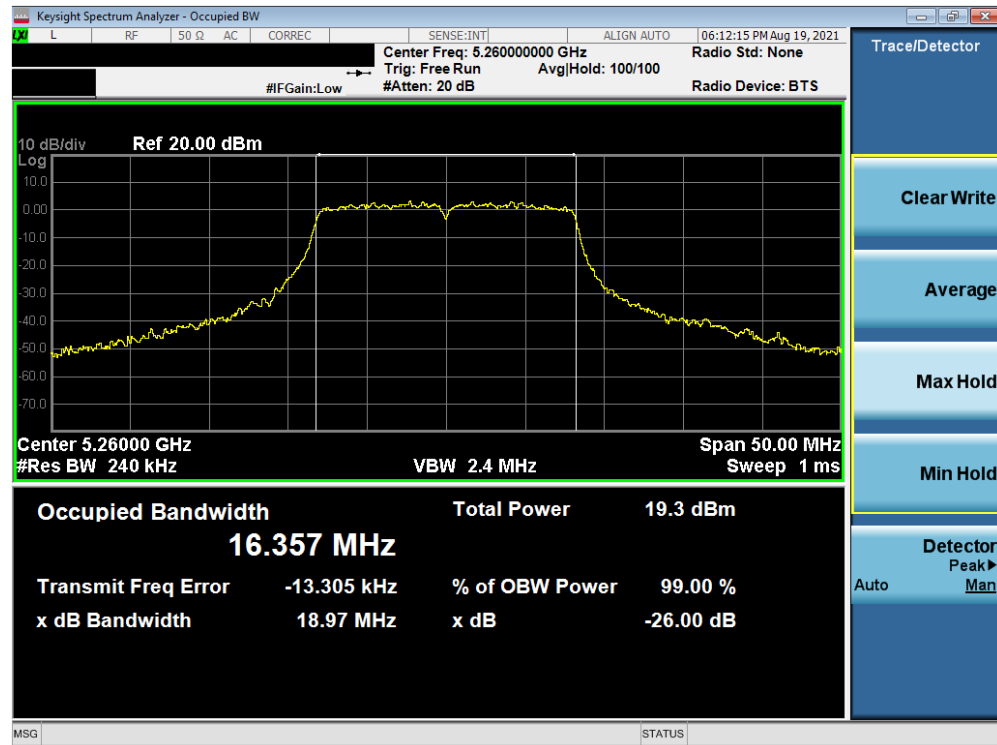 Keysight Spectrum Analyzer - Occupied BW
LXI L RF 50 Ω AC CORREC SENSE:INT ALIGN AUTO 06:12:15 PM Aug 19, 2021
Center Freq: 5.260000000 GHz Radio Std: None
Trig: Free Run Avg|Hold: 100/100
#IFGain:Low #Atten: 20 dB Radio Device: BTS
Trace/Detector
10 dB/div Ref 20.00 dBm
Log
10.0
0.00
-10.0
-20.0
-30.0
-40.0
-50.0
-60.0
-70.0
Center 5.26000 GHz Span 50.00 MHz
#Res BW 240 kHz VBW 2.4 MHz Sweep 1 ms
Occupied Bandwidth Total Power 19.3 dBm
16.357 MHz
Transmit Freq Error -13.305 kHz % of OBW Power 99.00 %
x dB Bandwidth 18.97 MHz x dB -26.00 dB
Clear Write
Average
Max Hold
Min Hold
Detector
Peak▶
Auto Man
MSG STATUS